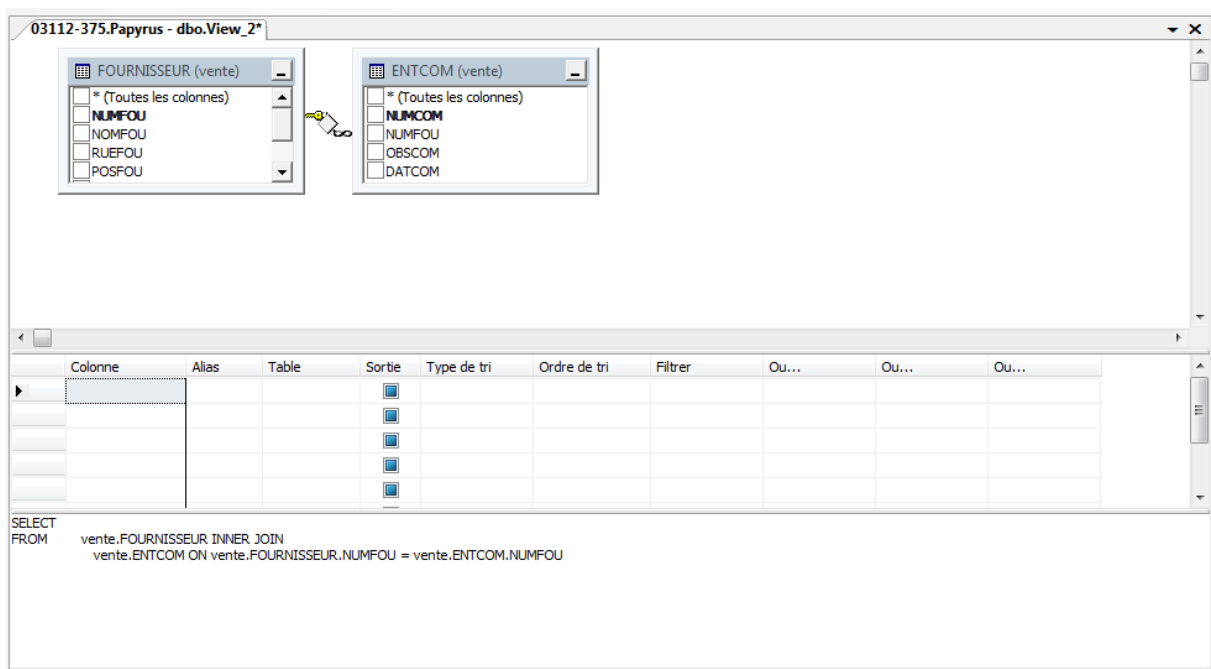 03112-375.Papyrus - dbo.View_2*
FOURNISSEUR (vente)
* (Toutes les colonnes)
NUMFOU
NOMFOU
RUEFOU
POSFOU
ENTCOM (vente)
* (Toutes les colonnes)
NUMCOM
NUMFOU
OBSCOM
DATCOM
Colonne Alias Table Sortie Type de tri Ordre de tri Filtrer Ou... Ou... Ou...
SELECT
FROM vente.FOURNISSEUR INNER JOIN
vente.ENTCOM ON vente.FOURNISSEUR.NUMFOU = vente.ENTCOM.NUMFOU